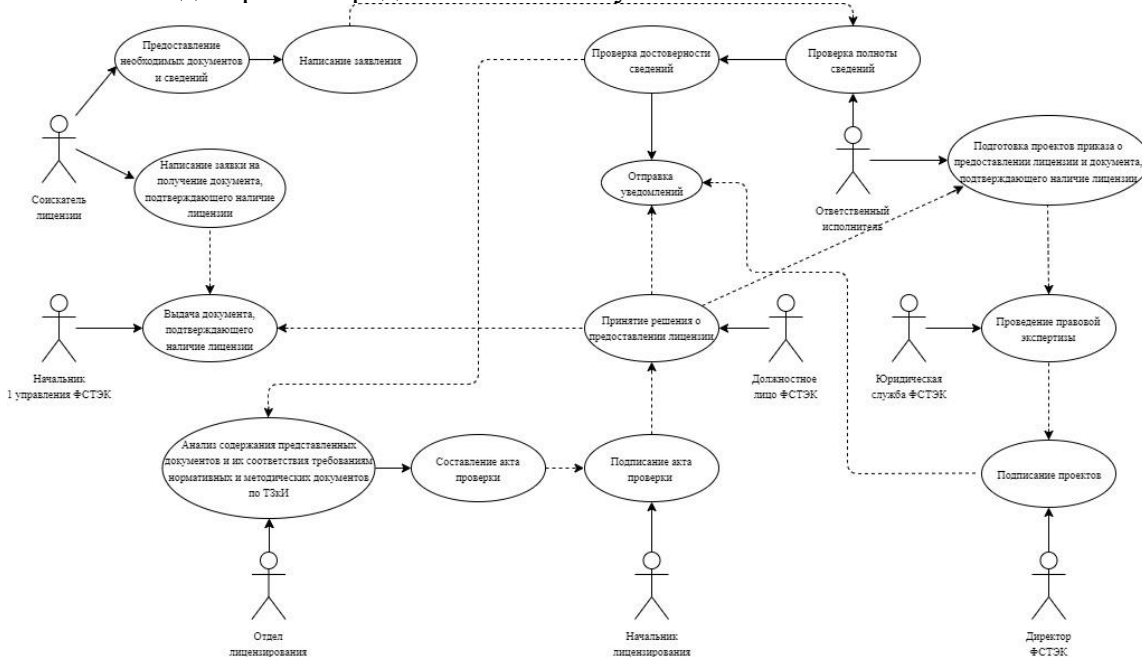 Предоставление
необходимых документов
и сведений
Написание заявления
Проверка достоверности
сведений
Проверка полноты
сведений
Соискатель
лицензии
Написание заявки на
получение документа,
подтверждающего наличие
лицензии
Отправка
уведомлений
Ответственный
исполнитель
Подготовка проектов приказа о
предоставлении лицензии и документа,
подтверждающего наличие лицензии
Начальник
1 управления ФСТЭК
Выдача документа,
подтверждающего
наличие лицензии
Принятие решения о
предоставлении лицензии
Должностное
лицо ФСТЭК
Юридическая
служба ФСТЭК
Проведение правовой
экспертизы
Анализ содержания представленных
документов и их соответствия требованиям
нормативных и методических документов
по ТЗкИ
Составление акта
проверки
Подписание акта
проверки
Подписание проектов
Отдел
лицензирования
Начальник
лицензирования
Директор
ФСТЭК